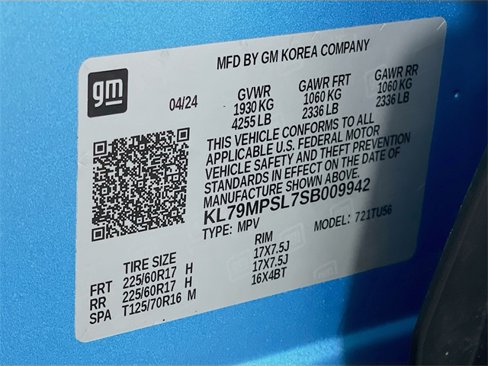 MFD BY GM KOREA COMPANY
gm
04/24
GVWR GAWR FRT GAWR RR
1930 KG 1060 KG 1060 KG
4255 LB 2336 LB 2336 LB
THIS VEHICLE CONFORMS TO ALL
APPLICABLE U.S. FEDERAL MOTOR
VEHICLE SAFETY AND THEFT PREVENTION
STANDARDS IN EFFECT ON THE DATE OF
MANUFACTURE SHOWN ABOVE.
KL79MPSL7SB009942
TYPE: MPV MODEL: 721TU56
TIRE SIZE RIM
FRT 225/60R17 H 17X7.5J
RR 225/60R17 H 17X7.5J
SPA T125/70R16 M 16X4BT